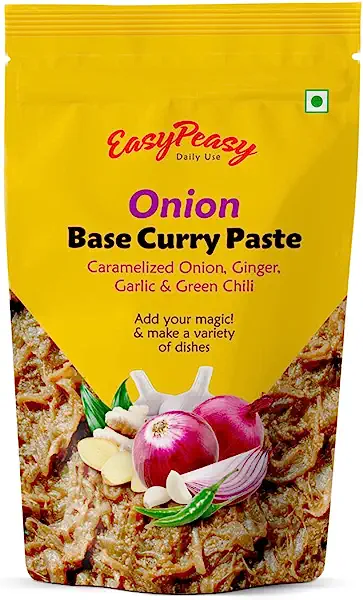 EasyPeasy
Daily Use
Onion
Base Curry Paste
Caramelized Onion, Ginger,
Garlic & Green Chili
Add your magic!
& make a variety
of dishes